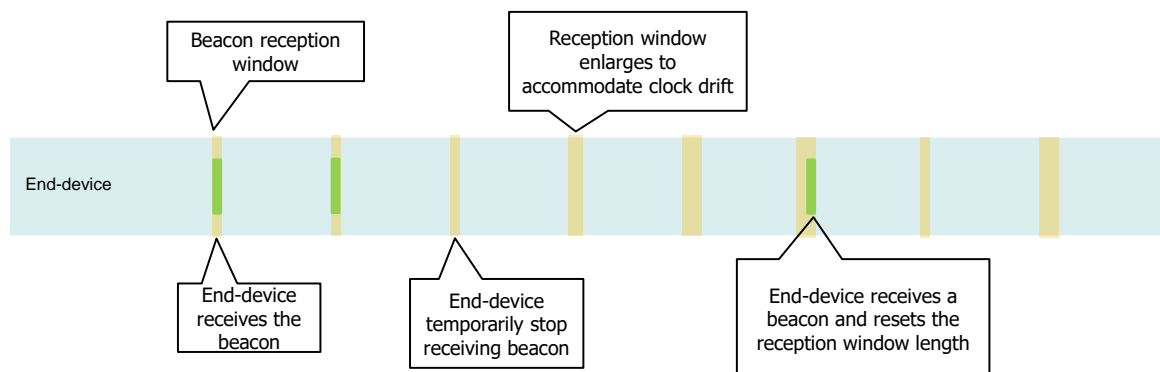 Beacon reception
window
Reception window
enlarges to
accommodate clock drift
End-device
End-device
receives the
beacon
End-device
temporarily stop
receiving beacon
End-device receives a
beacon and resets the
reception window length